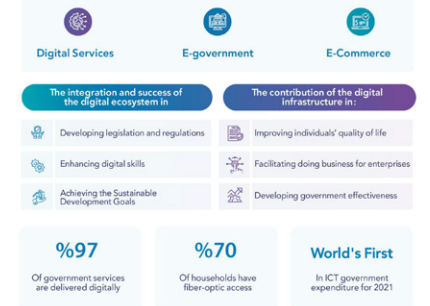 Digital Services
E-government
E-Commerce
The integration and success of
the digital ecosystem in
The contribution of the digital
infrastructure in:
Developing legislation and regulations
Improving individuals' quality of life
Enhancing digital skills
Facilitating doing business for enterprises
Achieving the Sustainable
Development Goals
Developing government effectiveness
%97
Of government services
are delivered digitally
%70
Of households have
fiber-optic access
World's First
In ICT government
expenditure for 2021